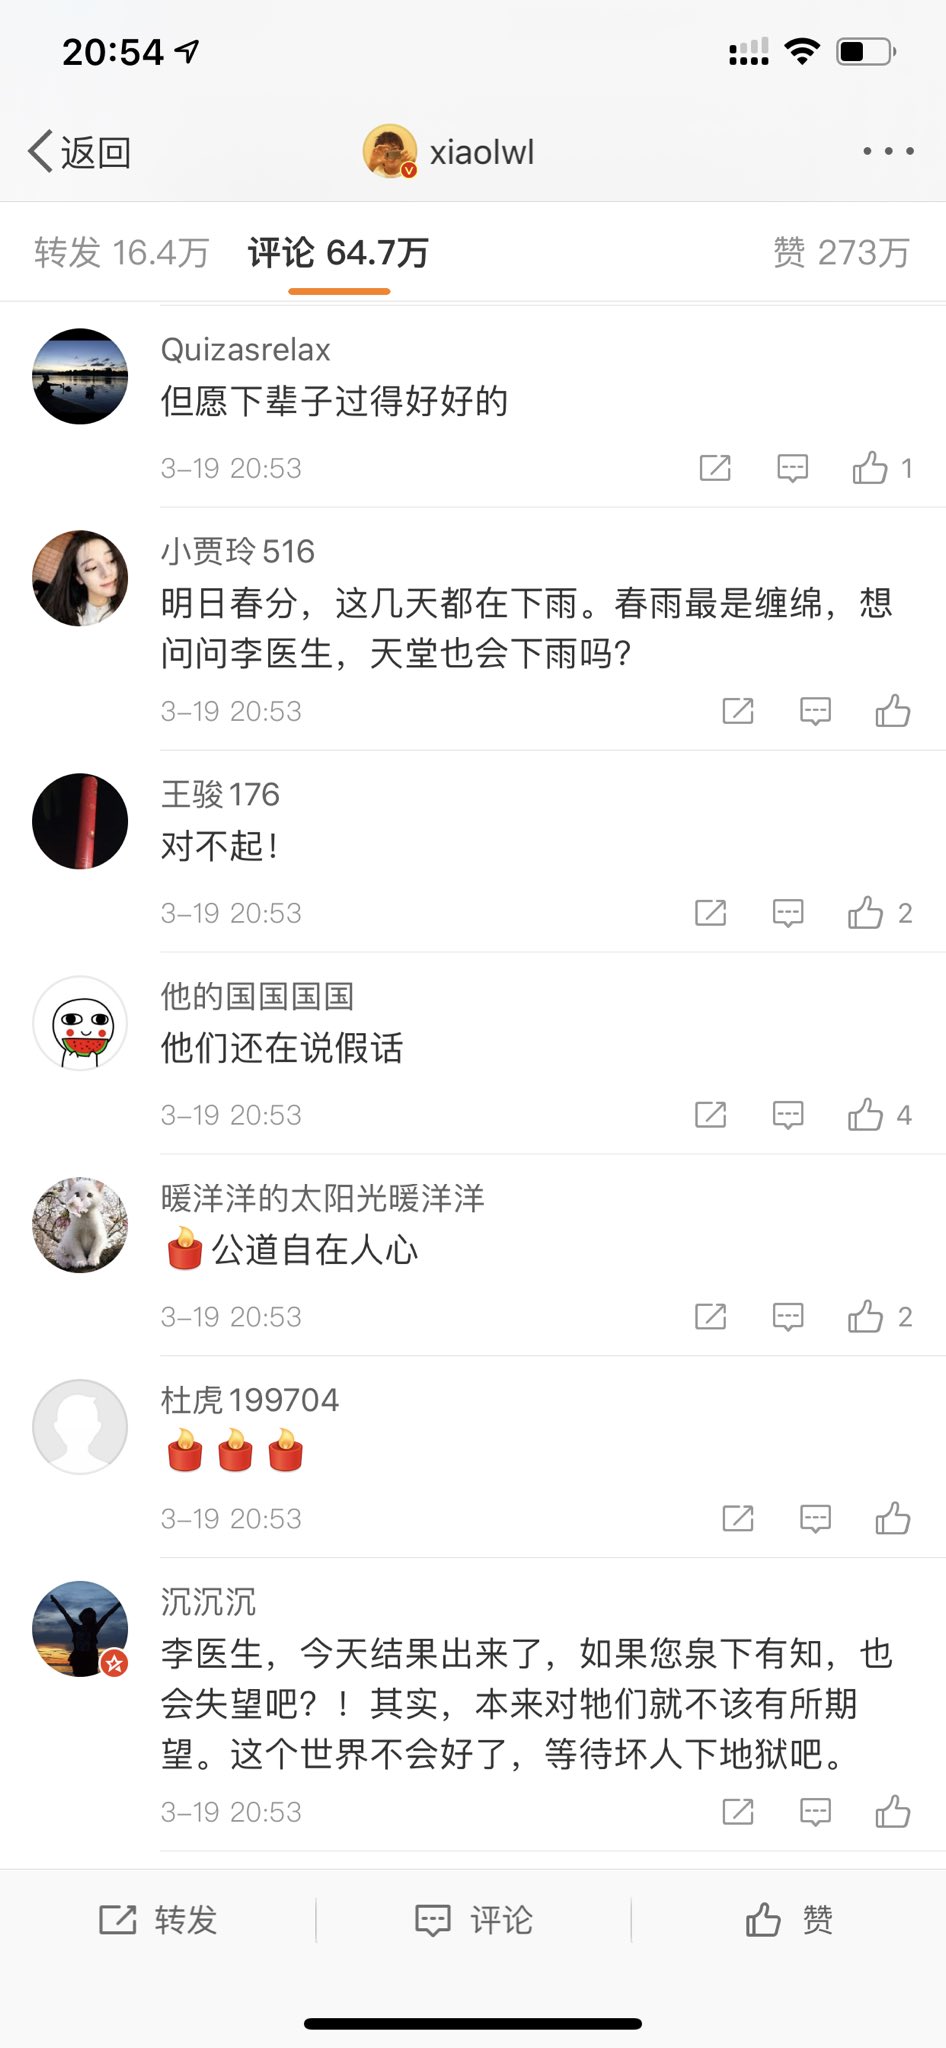 20:54
返回
xiaolwl
转发 16.4万 评论 64.7万 赞 273万
Quizasrelax
但愿下辈子过得好好的
3-19 20:53 1
小贾玲516
明日春分，这几天都在下雨。春雨最是缠绵，想
问问李医生，天堂也会下雨吗？
3-19 20:53
王骏176
对不起！
3-19 20:53 2
他的国国国国
他们还在说假话
3-19 20:53 4
暖洋洋的太阳光暖洋洋
公道自在人心
3-19 20:53 2
杜虎199704
3-19 20:53
沉沉沉
李医生，今天结果出来了，如果您泉下有知，也
会失望吧？！其实，本来对牠们就不该有所期
望。这个世界不会好了，等待坏人下地狱吧。
3-19 20:53
转发 评论 赞